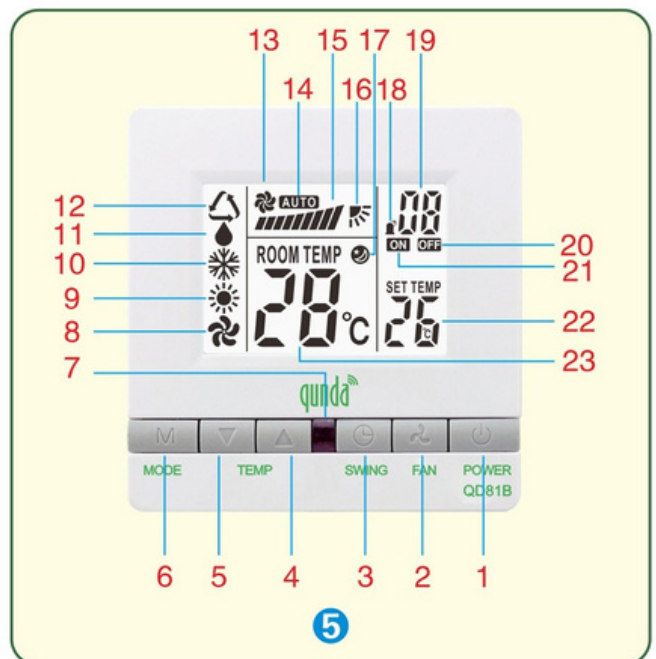 13 14 15 16 17 18 19
12
11
10
9
8
7
20
21
22
23
AUTO
08
ON OFF
ROOM TEMP
28°C
SET TEMP
26°C
qunda
M
MODE TEMP SWING FAN POWER
QD81B
6 5 4 3 2 1
5